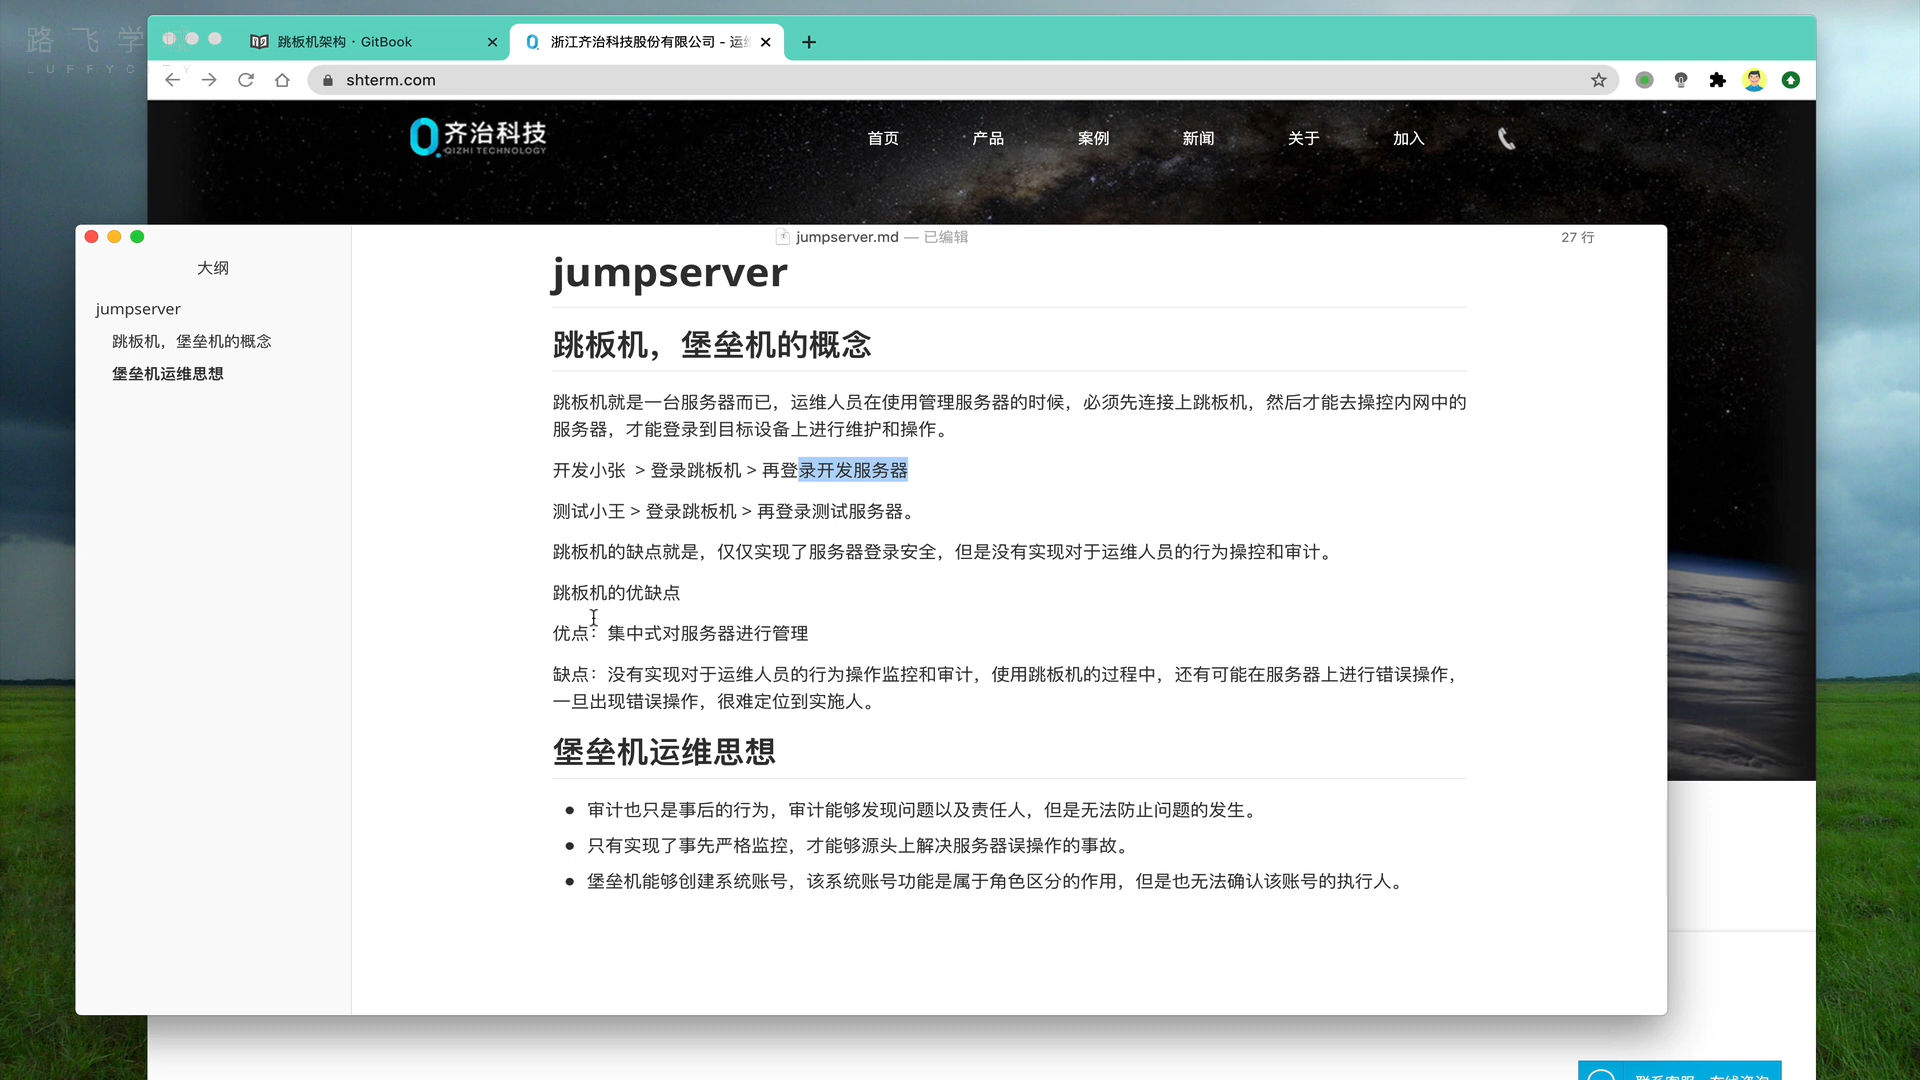 路飞学城
LUFFYCITY
跳板机架构 · GitBook
浙江齐治科技股份有限公司 - 运维
shterm.com
齐治科技
QIZHI TECHNOLOGY
首页
产品
案例
新闻
关于
加入
jumpserver.md — 已编辑
27 行
大纲
jumpserver
跳板机，堡垒机的概念
堡垒机运维思想
jumpserver
跳板机，堡垒机的概念
跳板机就是一台服务器而已，运维人员在使用管理服务器的时候，必须先连接上跳板机，然后才能去操控内网中的
服务器，才能登录到目标设备上进行维护和操作。
开发小张 > 登录跳板机 > 再登录开发服务器
测试小王 > 登录跳板机 > 再登录测试服务器。
跳板机的缺点就是，仅仅实现了服务器登录安全，但是没有实现对于运维人员的行为操控和审计。
跳板机的优缺点
优点：集中式对服务器进行管理
缺点：没有实现对于运维人员的行为操作监控和审计，使用跳板机的过程中，还有可能在服务器上进行错误操作，
一旦出现错误操作，很难定位到实施人。
堡垒机运维思想
● 审计也只是事后的行为，审计能够发现问题以及责任人，但是无法防止问题的发生。
● 只有实现了事先严格监控，才能够源头上解决服务器误操作的事故。
● 堡垒机能够创建系统账号，该系统账号功能是属于角色区分的作用，但是也无法确认该账号的执行人。
联系客服，在线咨询